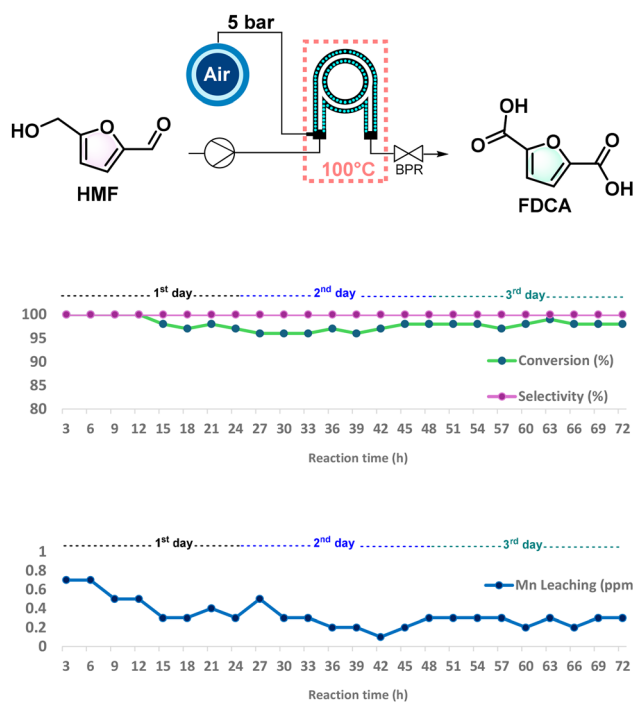 5 bar
Air
HO
O
O
HMF
100°C
BPR
OH
O
O
O
OH
FDCA
1st day
2nd day
3rd day
100
95
90
85
80
Conversion (%)
Selectivity (%)
3 6 9 12 15 18 21 24 27 30 33 36 39 42 45 48 51 54 57 60 63 66 69 72
Reaction time (h)
1st day
2nd day
3rd day
1
0.8
0.6
0.4
0.2
0
Mn Leaching (ppm
3 6 9 12 15 18 21 24 27 30 33 36 39 42 45 48 51 54 57 60 63 66 69 72
Reaction time (h)